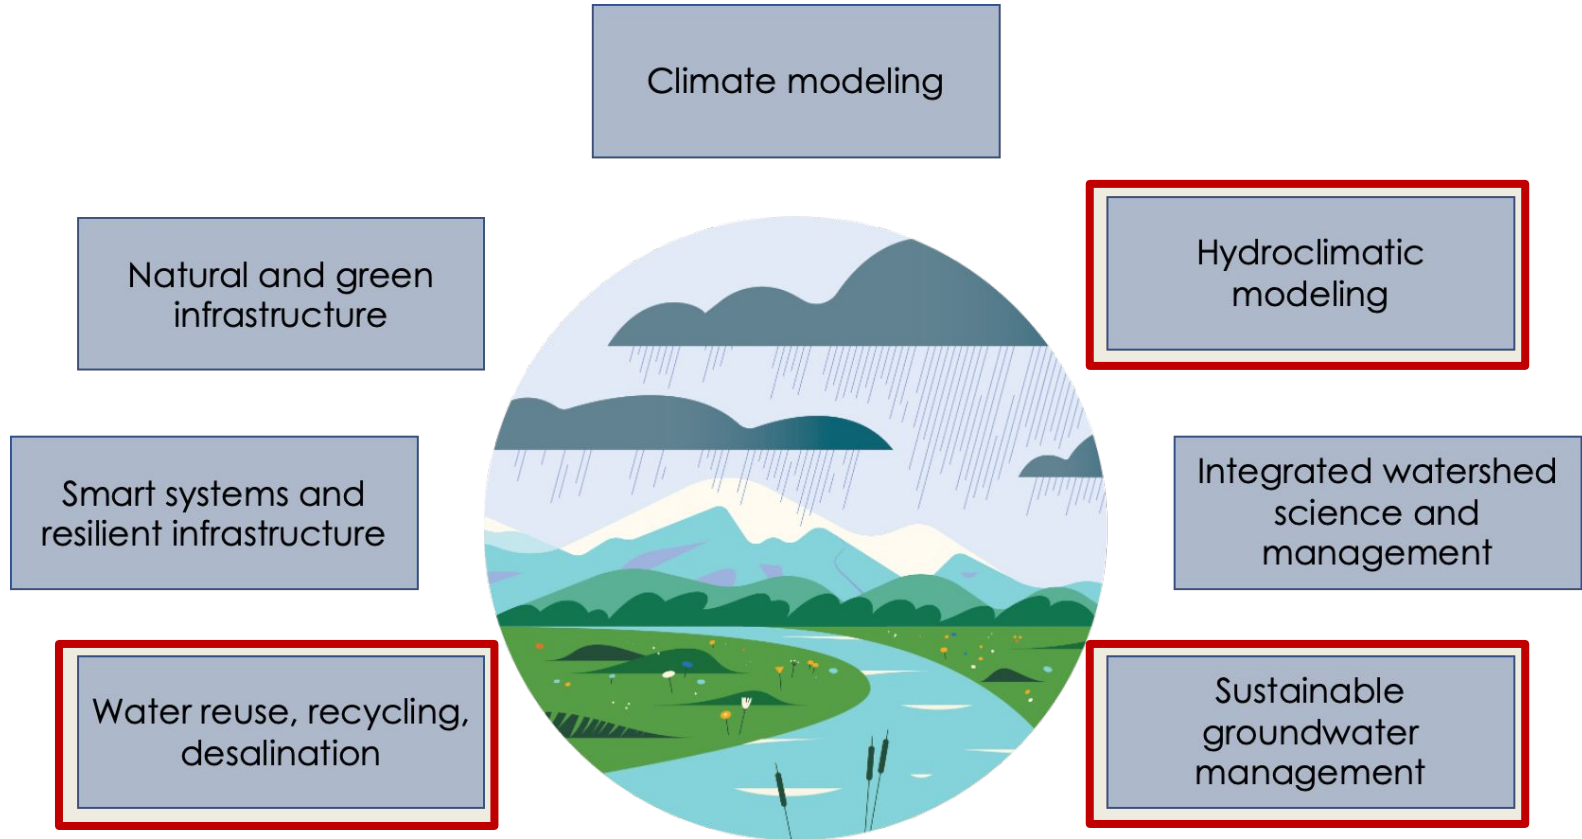 Climate modeling
Natural and green
infrastructure
Hydroclimatic
modeling
Smart systems and
resilient infrastructure
Integrated watershed
science and
management
Water reuse, recycling,
desalination
Sustainable
groundwater
management